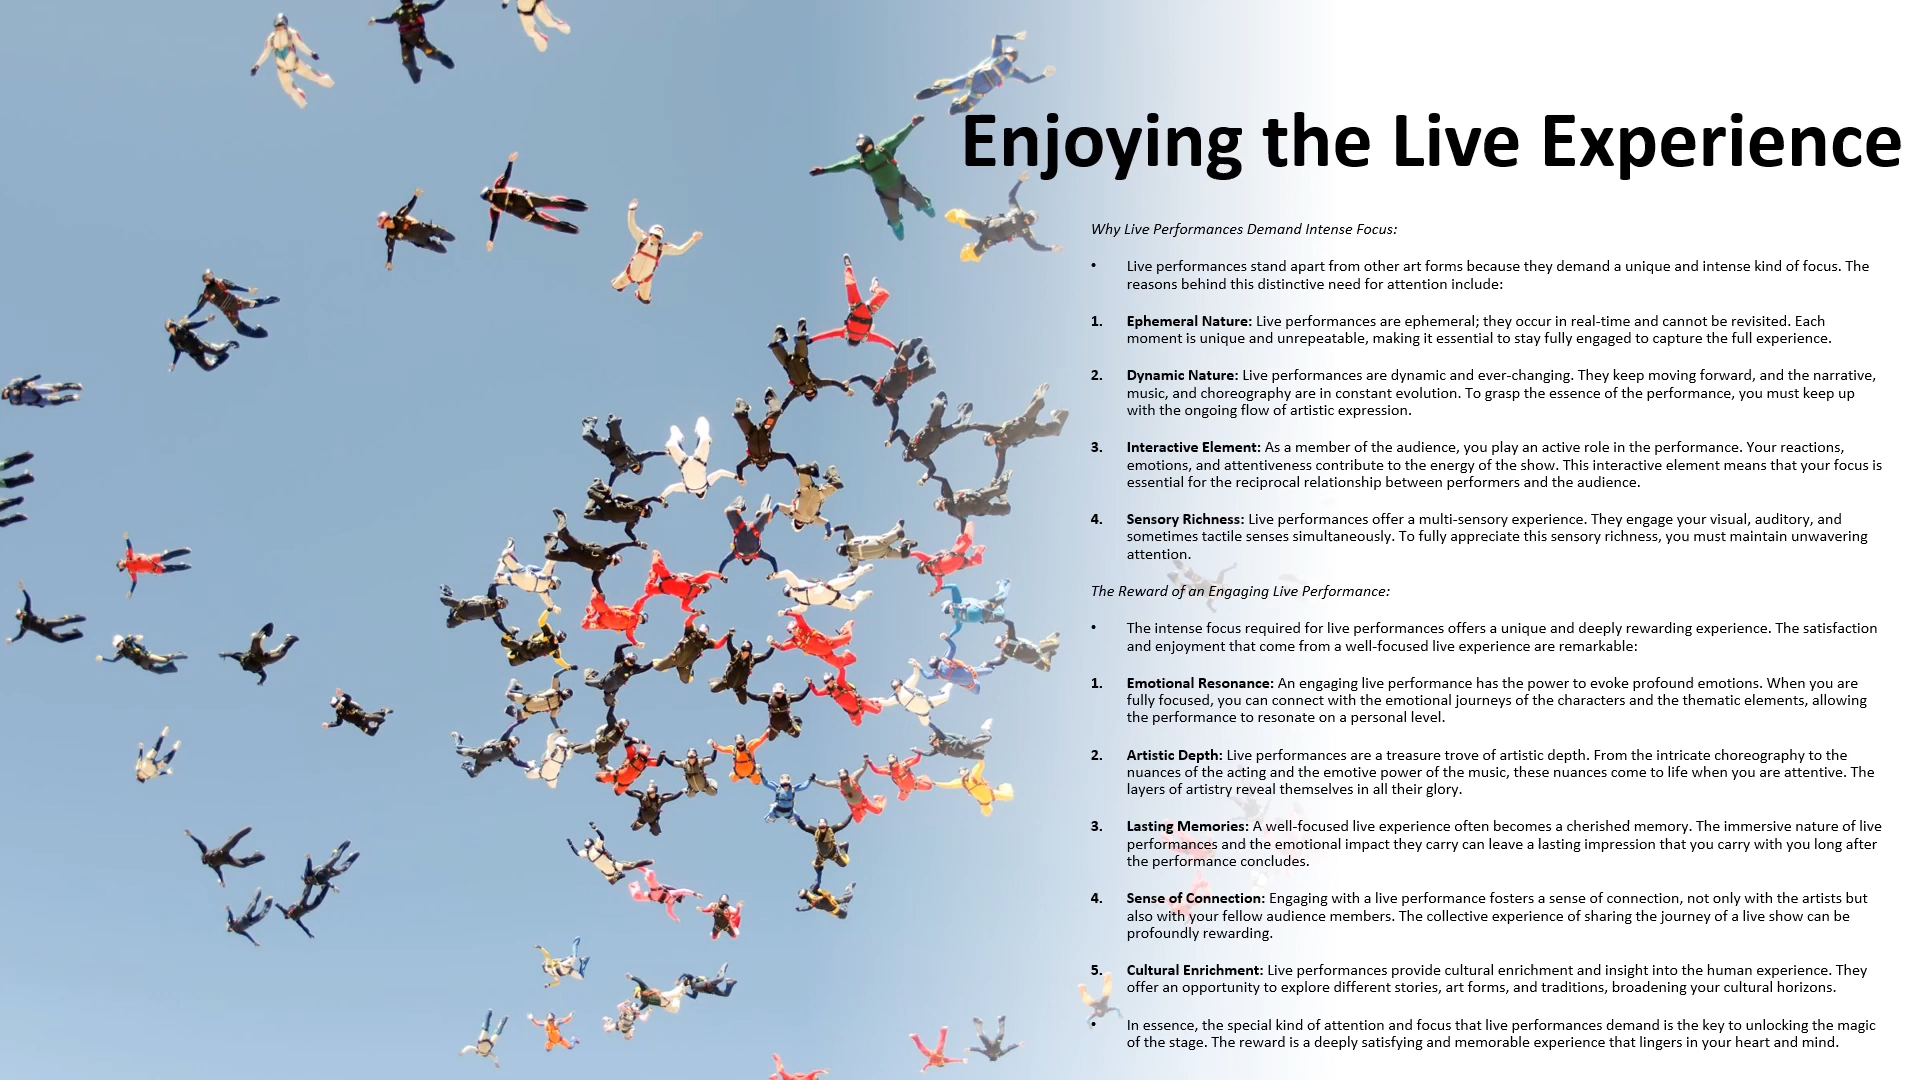 Enjoying the Live Experience
Why Live Performances Demand Intense Focus:
• Live performances stand apart from other art forms because they demand a unique and intense kind of focus. The
reasons behind this distinctive need for attention include:
1. Ephemeral Nature: Live performances are ephemeral; they occur in real-time and cannot be revisited. Each
moment is unique and unrepeatable, making it essential to stay fully engaged to capture the full experience.
2. Dynamic Nature: Live performances are dynamic and ever-changing. They keep moving forward, and the narrative,
music, and choreography are in constant evolution. To grasp the essence of the performance, you must keep up
with the ongoing flow of artistic expression.
3. Interactive Element: As a member of the audience, you play an active role in the performance. Your reactions,
emotions, and attentiveness contribute to the energy of the show. This interactive element means that your focus is
essential for the reciprocal relationship between performers and the audience.
4. Sensory Richness: Live performances offer a multi-sensory experience. They engage your visual, auditory, and
sometimes tactile senses simultaneously. To fully appreciate this sensory richness, you must maintain unwavering
attention.
The Reward of an Engaging Live Performance:
• The intense focus required for live performances offers a unique and deeply rewarding experience. The satisfaction
and enjoyment that come from a well-focused live experience are remarkable:
1. Emotional Resonance: An engaging live performance has the power to evoke profound emotions. When you are
fully focused, you can connect with the emotional journeys of the characters and the thematic elements, allowing
the performance to resonate on a personal level.
2. Artistic Depth: Live performances are a treasure trove of artistic depth. From the intricate choreography to the
nuances of the acting and the emotive power of the music, these nuances come to life when you are attentive. The
layers of artistry reveal themselves in all their glory.
3. Lasting Memories: A well-focused live experience often becomes a cherished memory. The immersive nature of live
performances and the emotional impact they carry can leave a lasting impression that you carry with you long after
the performance concludes.
4. Sense of Connection: Engaging with a live performance fosters a sense of connection, not only with the artists but
also with your fellow audience members. The collective experience of sharing the journey of a live show can be
profoundly rewarding.
5. Cultural Enrichment: Live performances provide cultural enrichment and insight into the human experience. They
offer an opportunity to explore different stories, art forms, and traditions, broadening your cultural horizons.
• In essence, the special kind of attention and focus that live performances demand is the key to unlocking the magic
of the stage. The reward is a deeply satisfying and memorable experience that lingers in your heart and mind.